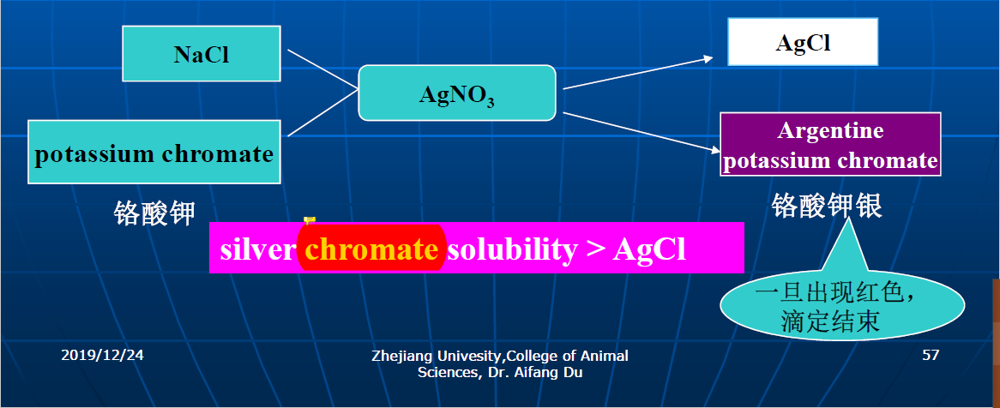 NaCl
AgNO3
AgCl
potassium chromate
Argentine
potassium chromate
铬酸钾
铬酸钾银
silver chromate solubility > AgCl
一旦出现红色，
滴定结束
2019/12/24
Zhejiang Univesity,College of Animal
Sciences, Dr. Aifang Du
57